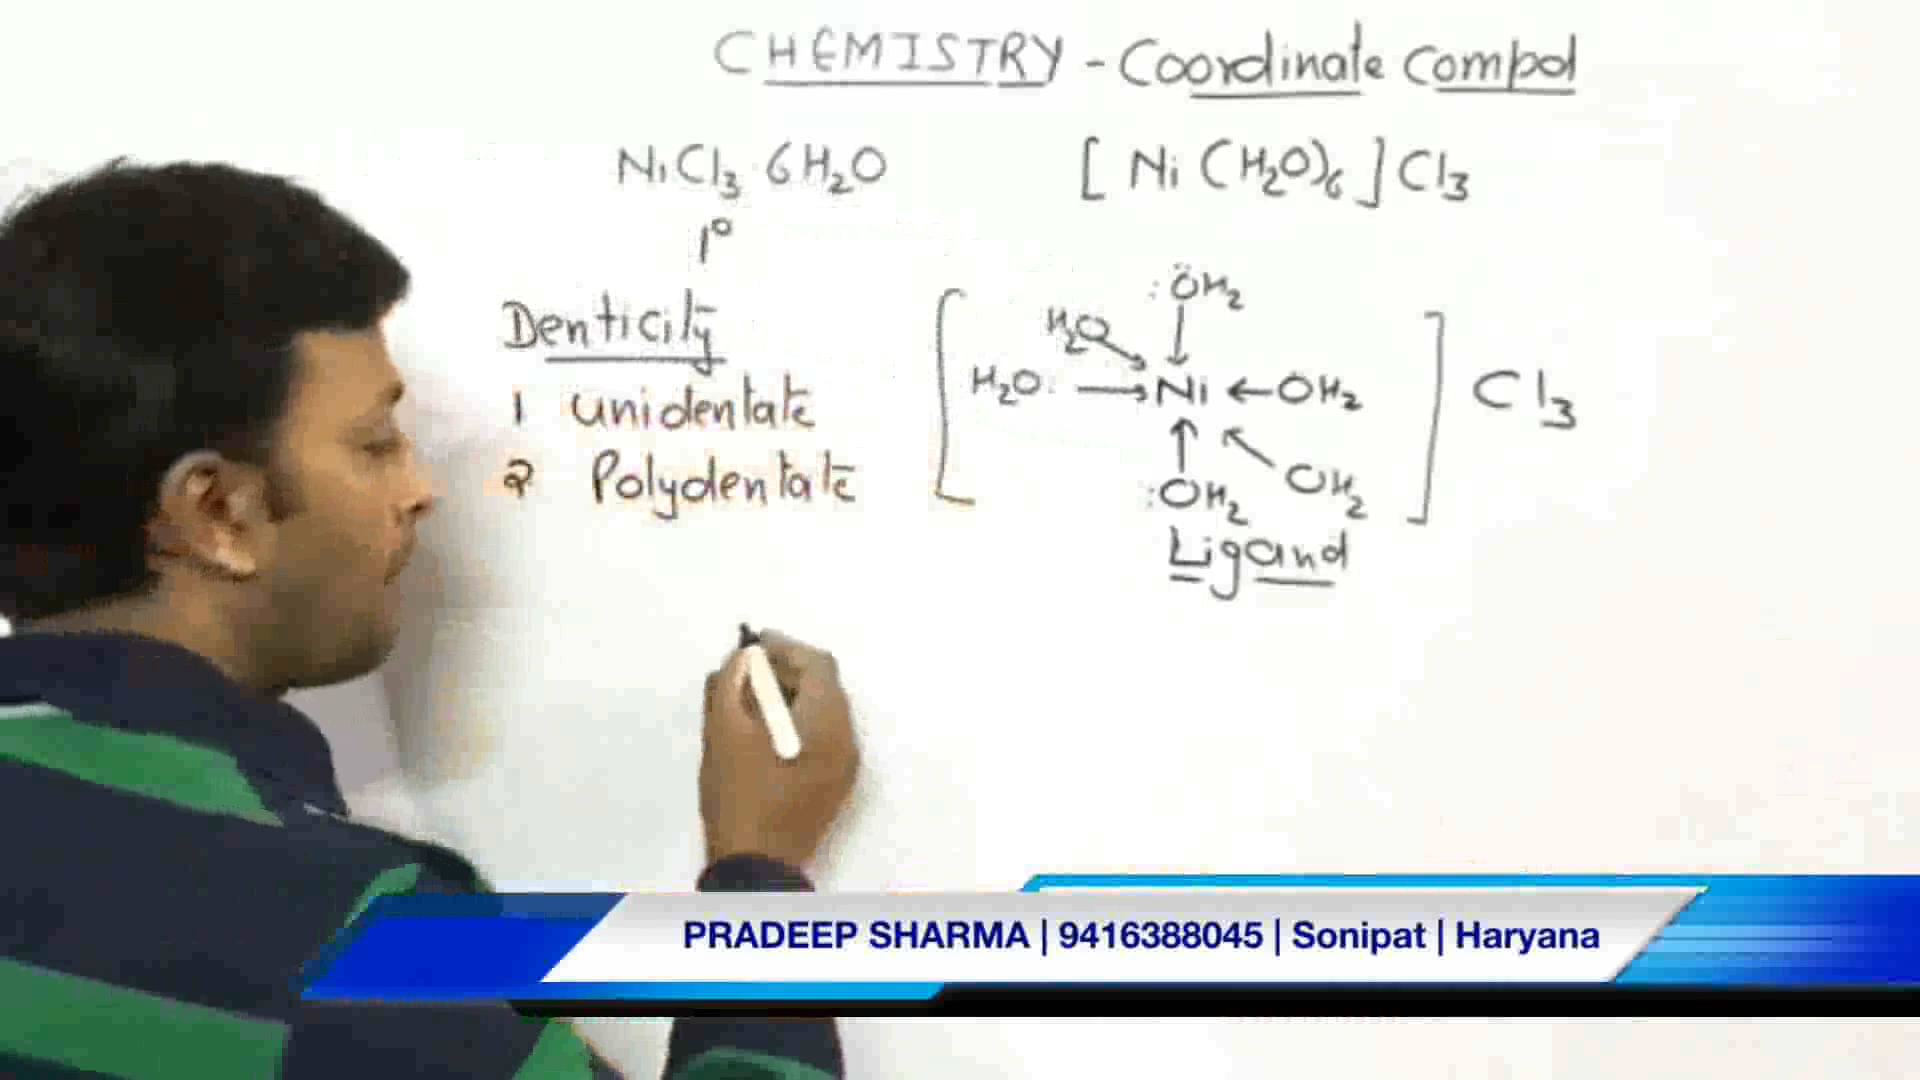 CHEMISTRY - Coordinate Compd
NiCl₃ 6H₂O
[Ni(H₂O)₆]Cl₃
1°
Denticity
1 Unidentate
2 Polydentate
:ÖH₂
H₂O
H₂O: → Ni ← OH₂ ] Cl₃
:OH₂ OH₂
Ligand
PRADEEP SHARMA | 9416388045 | Sonipat | Haryana